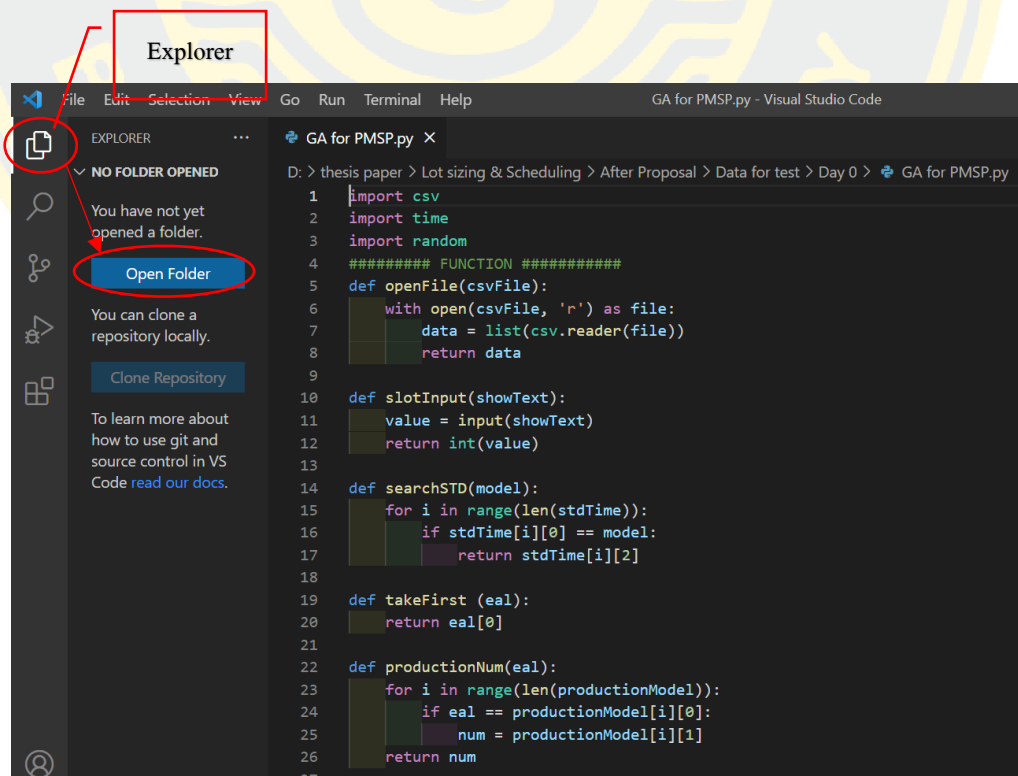 Explorer
File Edit Selection View Go Run Terminal Help GA for PMSP.py - Visual Studio Code
EXPLORER ···
NO FOLDER OPENED
You have not yet
opened a folder.
Open Folder
You can clone a
repository locally.
Clone Repository
To learn more about
how to use git and
source control in VS
Code read our docs.
GA for PMSP.py ×
D: > thesis paper > Lot sizing & Scheduling > After Proposal > Data for test > Day 0 > GA for PMSP.py
1 import csv
2 import time
3 import random
4 ######### FUNCTION ###########
5 def openFile(csvFile):
6     with open(csvFile, 'r') as file:
7         data = list(csv.reader(file))
8         return data
9
10 def slotInput(showText):
11     value = input(showText)
12     return int(value)
13
14 def searchSTD(model):
15     for i in range(len(stdTime)):
16         if stdTime[i][0] == model:
17             return stdTime[i][2]
18
19 def takeFirst (eal):
20     return eal[0]
21
22 def productionNum(eal):
23     for i in range(len(productionModel)):
24         if eal == productionModel[i][0]:
25             num = productionModel[i][1]
26     return num